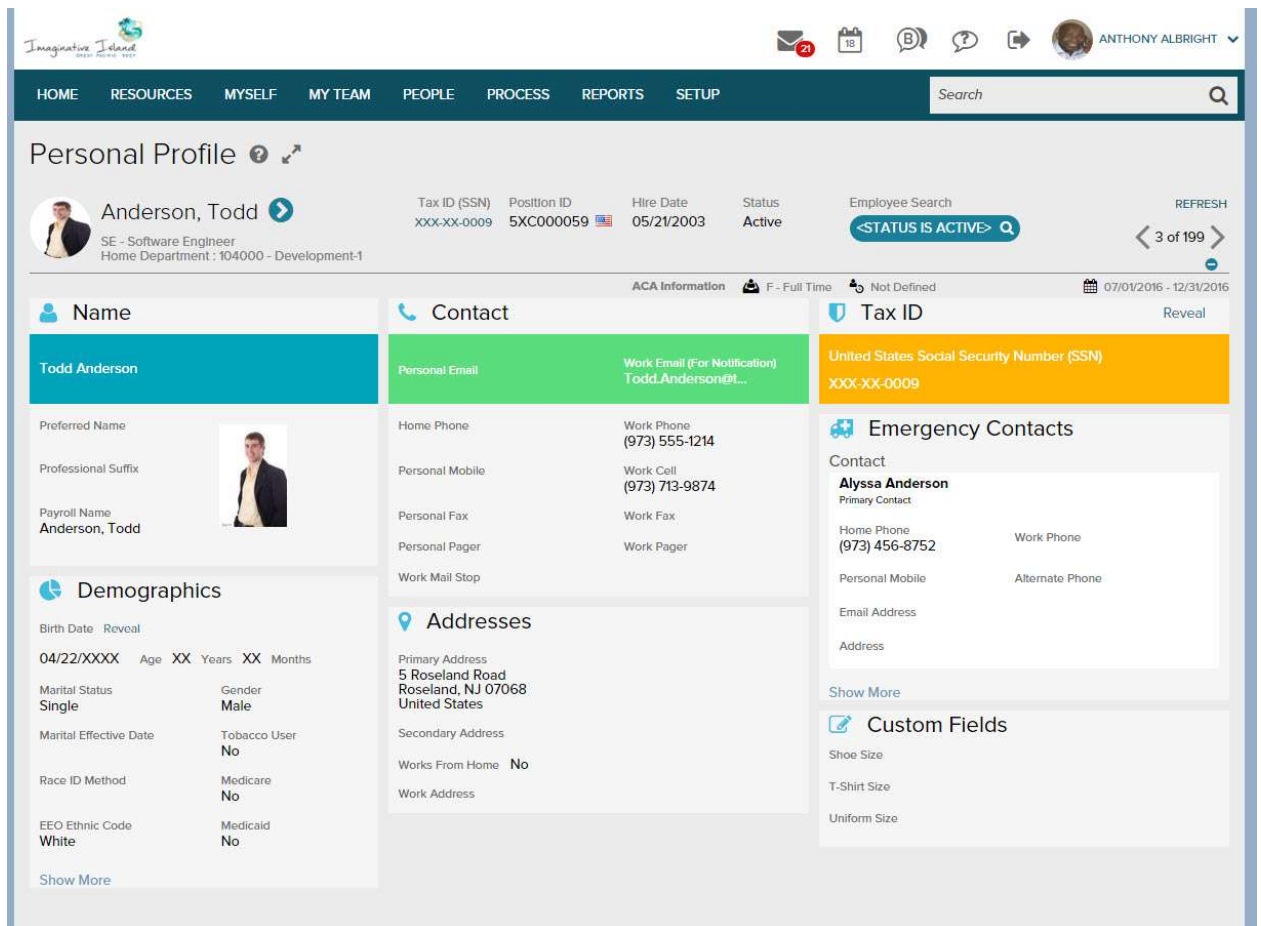 Imaginative Island
21
18
B
?
ANTHONY ALBRIGHT
HOME RESOURCES MYSELF MY TEAM PEOPLE PROCESS REPORTS SETUP
Search
Personal Profile ?
Anderson, Todd
SE - Software Engineer
Home Department : 104000 - Development-1
Tax ID (SSN)
XXX-XX-0009
Position ID
5XC000059
Hire Date
05/21/2003
Status
Active
Employee Search
<STATUS IS ACTIVE>
REFRESH
3 of 199
ACA Information F - Full Time Not Defined 07/01/2016 - 12/31/2016
Name
Todd Anderson
Preferred Name
Professional Suffix
Payroll Name
Anderson, Todd
Demographics
Birth Date Reveal
04/22/XXXX Age XX Years XX Months
Marital Status Gender
Single Male
Marital Effective Date Tobacco User
No
Race ID Method Medicare
No
EEO Ethnic Code Medicaid
White No
Show More
Contact
Personal Email Work Email (For Notification)
Todd.Anderson@t...
Home Phone Work Phone
(973) 555-1214
Personal Mobile Work Cell
(973) 713-9874
Personal Fax Work Fax
Personal Pager Work Pager
Work Mail Stop
Addresses
Primary Address
5 Roseland Road
Roseland, NJ 07068
United States
Secondary Address
Works From Home No
Work Address
Tax ID Reveal
United States Social Security Number (SSN)
XXX-XX-0009
Emergency Contacts
Contact
Alyssa Anderson
Primary Contact
Home Phone Work Phone
(973) 456-8752
Personal Mobile Alternate Phone
Email Address
Address
Show More
Custom Fields
Shoe Size
T-Shirt Size
Uniform Size